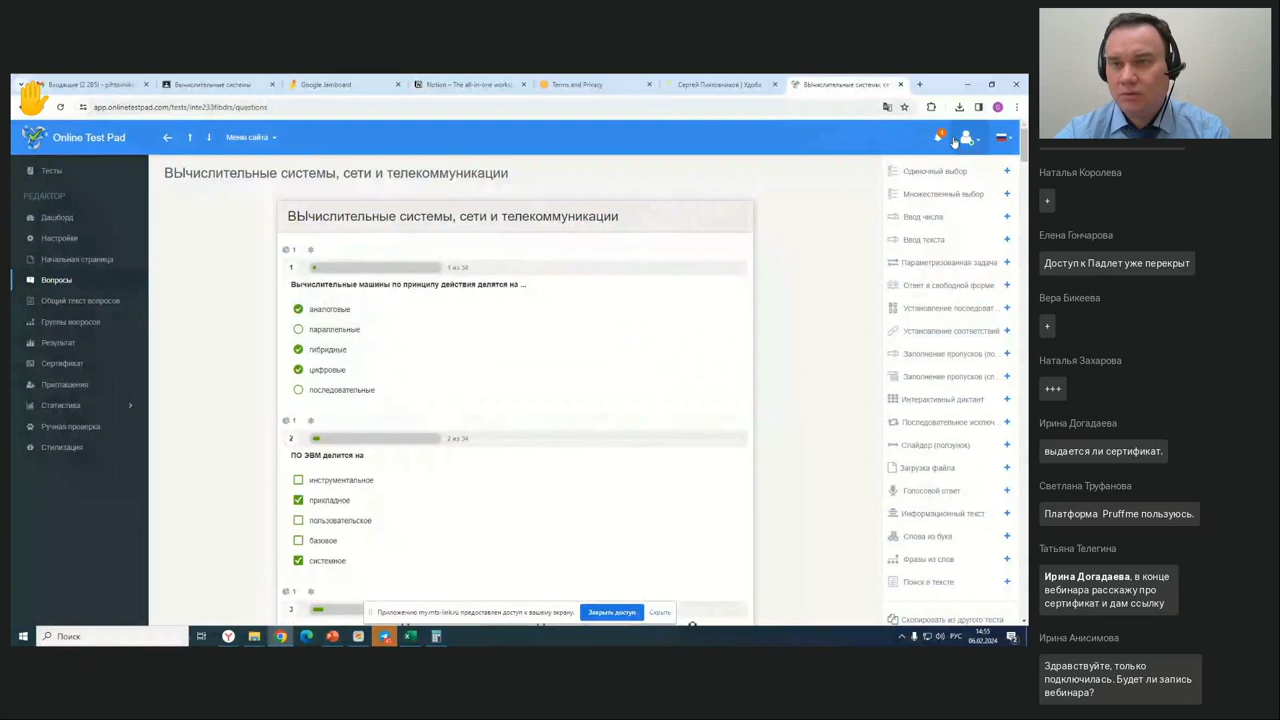 Входящие (2 285) - pihtovnik
Вычислительные системы
Google Jamboard
Notion – The all-in-one works
Terms and Privacy
Сергей Пихтовников | Удобн
Вычислительные системы, се
app.onlinetestpad.com/tests/inte233fibdrs/questions
Online Test Pad
Меню сайта
Тесты
РЕДАКТОР
Дашборд
Настройки
Начальная страница
Вопросы
Общий текст вопросов
Группы вопросов
Результат
Сертификат
Приглашения
Статистика
Ручная проверка
Стилизация
ВЫчислительные системы, сети и телекоммуникации
ВЫчислительные системы, сети и телекоммуникации
1
1
1 из 34
Вычислительные машины по принципу действия делятся на ...
аналоговые
параллельные
гибридные
цифровые
последовательные
1
2
2 из 34
ПО ЭВМ делится на
инструментальное
прикладное
пользовательское
базовое
системное
1
3
Одиночный выбор
Множественный выбор
Ввод числа
Ввод текста
Параметризованная задача
Ответ в свободной форме
Установление последоват...
Установление соответствий
Заполнение пропусков (по...
Заполнение пропусков (сп...
Интерактивный диктант
Последовательное исключ...
Слайдер (ползунок)
Загрузка файла
Голосовой ответ
Информационный текст
Слова из букв
Фразы из слов
Поиск в тексте
Скопировать из другого теста
Приложению my.mts-link.ru предоставлен доступ к вашему экрану.
Закрыть доступ
Скрыть
Поиск
РУС
14:55
06.02.2024
Наталья Королева
+
Елена Гончарова
Доступ к Падлет уже перекрыт
Вера Бикеева
+
Наталья Захарова
+++
Ирина Догадаева
выдается ли сертификат.
Светлана Труфанова
Платформа Pruffme пользуюсь.
Татьяна Телегина
Ирина Догадаева, в конце
вебинара расскажу про
сертификат и дам ссылку
Ирина Анисимова
Здравствуйте, только
подключилась. Будет ли запись
вебинара?